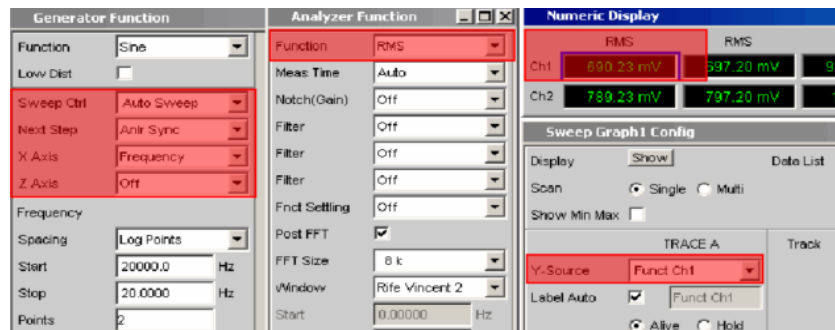 Generator Function
Function Sine
Low Dist
Sweep Ctrl Auto Sweep
Next Step Anlr Sync
X Axis Frequency
Z Axis Off
Frequency
Spacing Log Points
Start 20000.0 Hz
Stop 20.0000 Hz
Points 2
Analyzer Function
Function RMS
Meas Time Auto
Notch(Gain) Off
Filter Off
Filter Off
Filter Off
Fnct Settling Off
Post FFT
FFT Size 8 k
Window Rife Vincent 2
Start 0.00000 Hz
Numeric Display
RMS RMS
Ch1 690.23 mV 697.20 mV 9
Ch2 789.23 mV 797.20 mV
Sweep Graph1 Config
Display Show Data List
Scan Single Multi
Show Min Max
TRACE A Track
Y-Source Funct Ch1
Label Auto Funct Ch1
Alive Hold